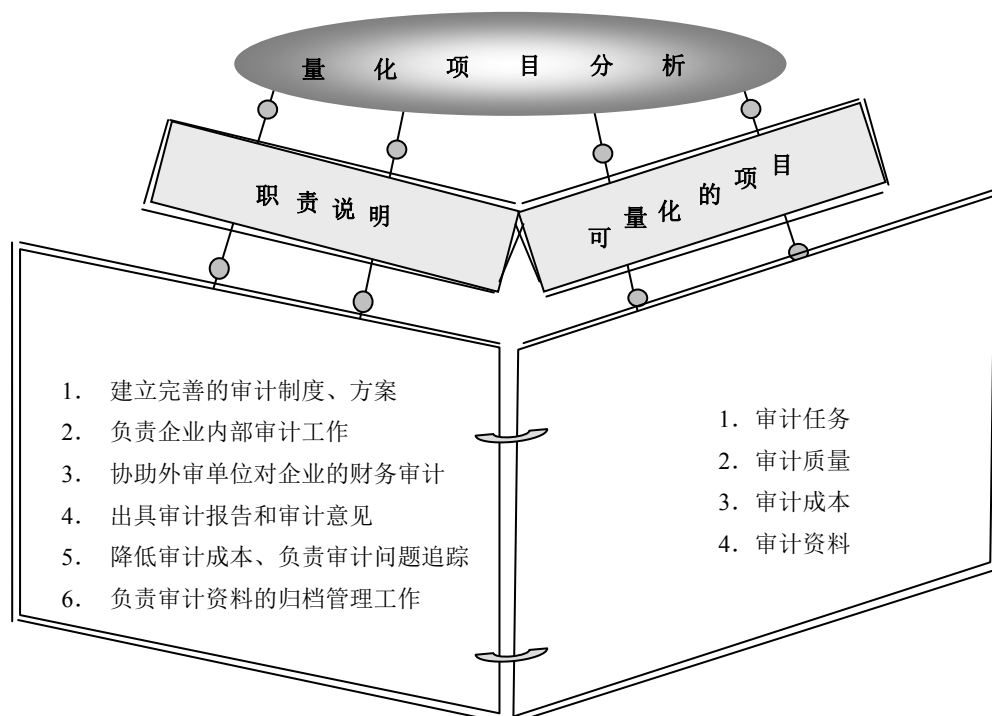 量化项目分析
职责说明
可量化的项目
1. 建立完善的审计制度、方案
2. 负责企业内部审计工作
3. 协助外审单位对企业的财务审计
4. 出具审计报告和审计意见
5. 降低审计成本、负责审计问题追踪
6. 负责审计资料的归档管理工作
1. 审计任务
2. 审计质量
3. 审计成本
4. 审计资料